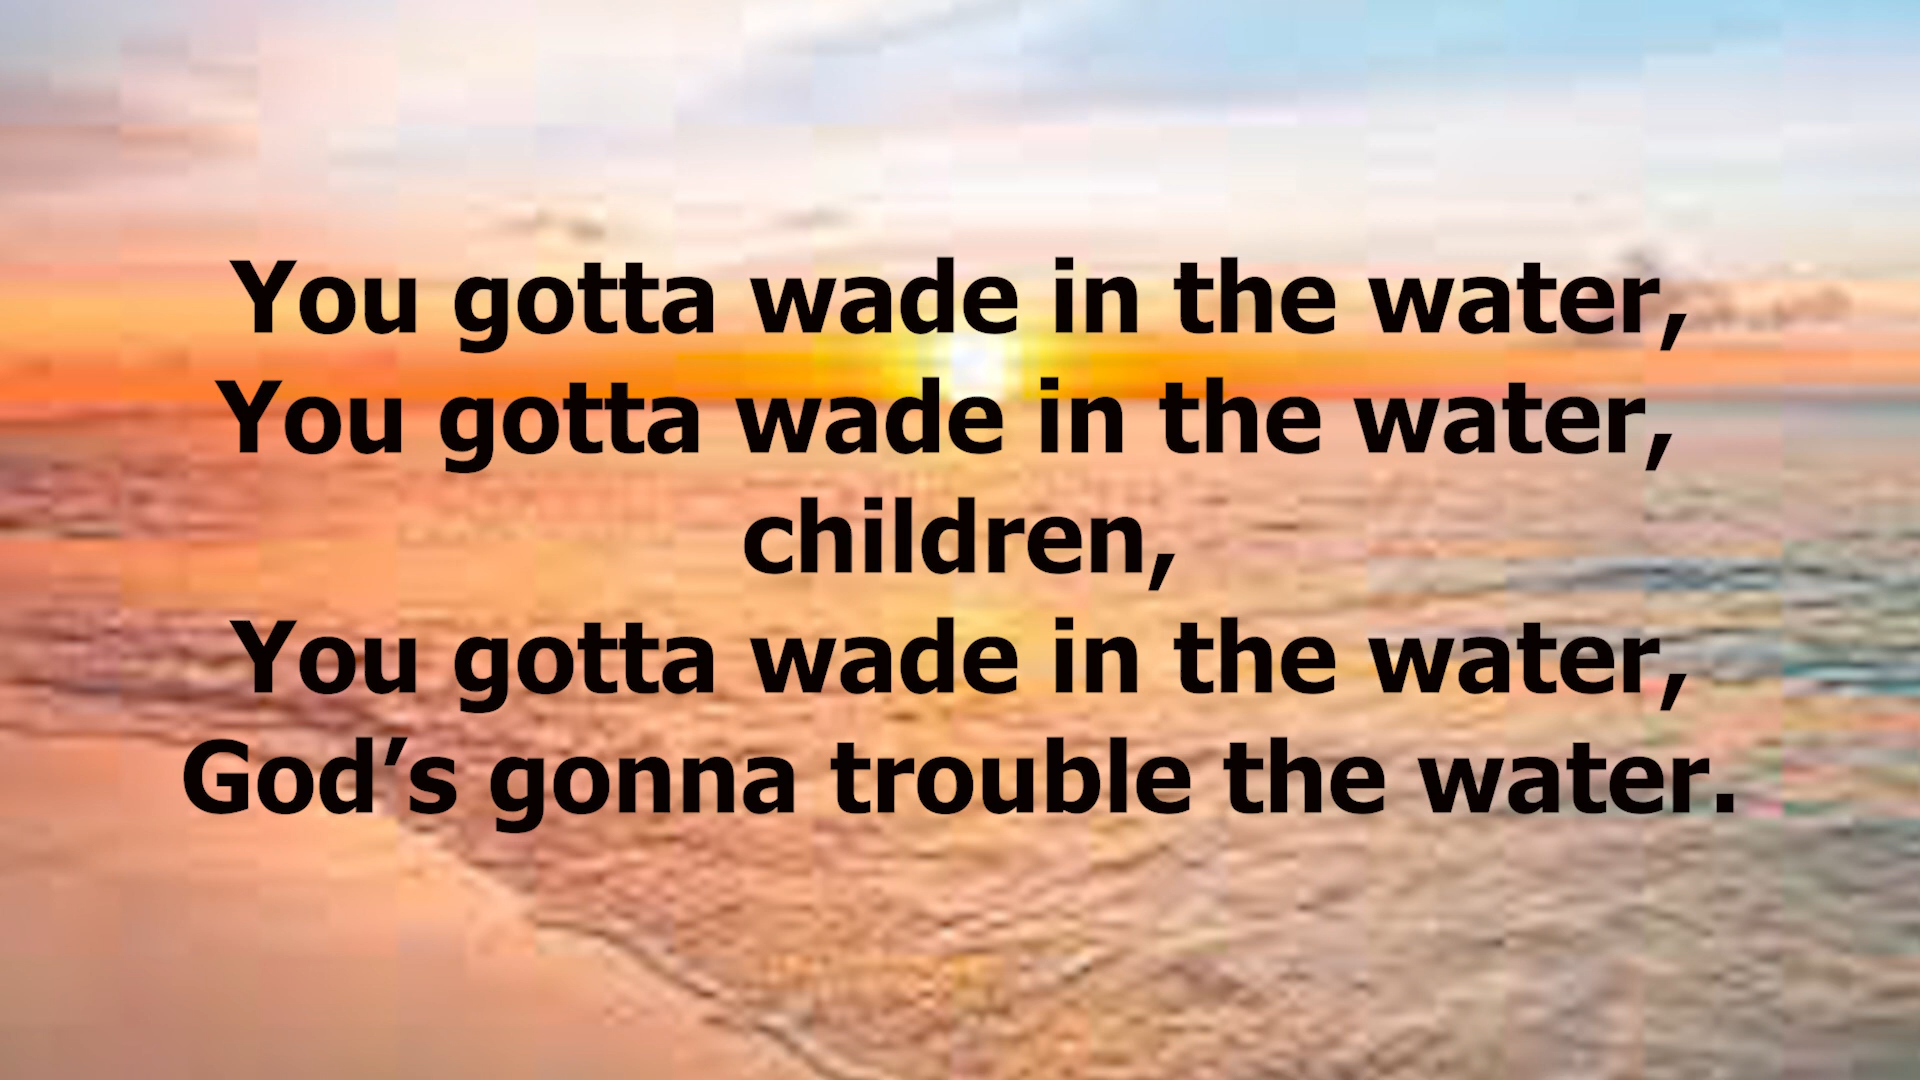 You gotta wade in the water,
You gotta wade in the water,
children,
You gotta wade in the water,
God’s gonna trouble the water.